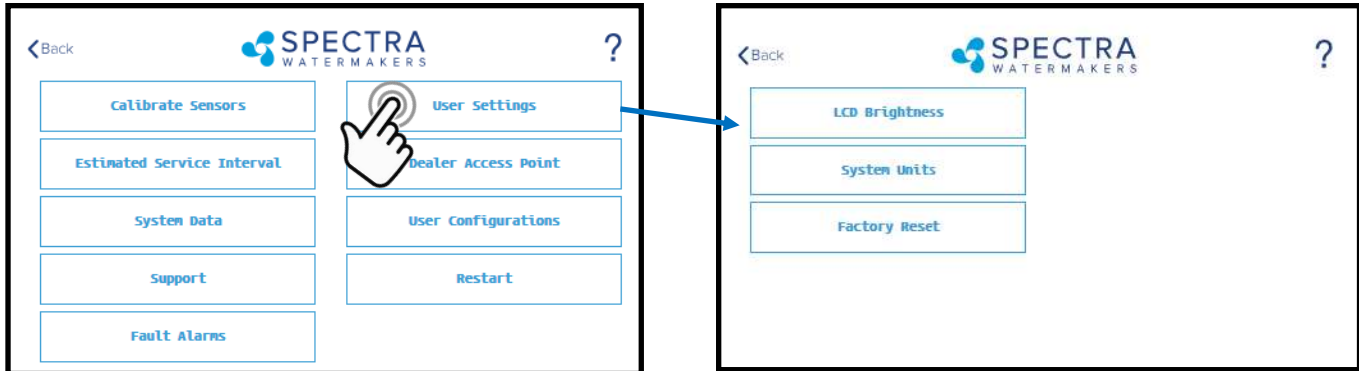 Back
SPECTRA
WATERMAKERS
?
Calibrate Sensors
User Settings
Estimated Service Interval
Dealer Access Point
System Data
User Configurations
Support
Restart
Fault Alarms
Back
SPECTRA
WATERMAKERS
?
LCD Brightness
System Units
Factory Reset